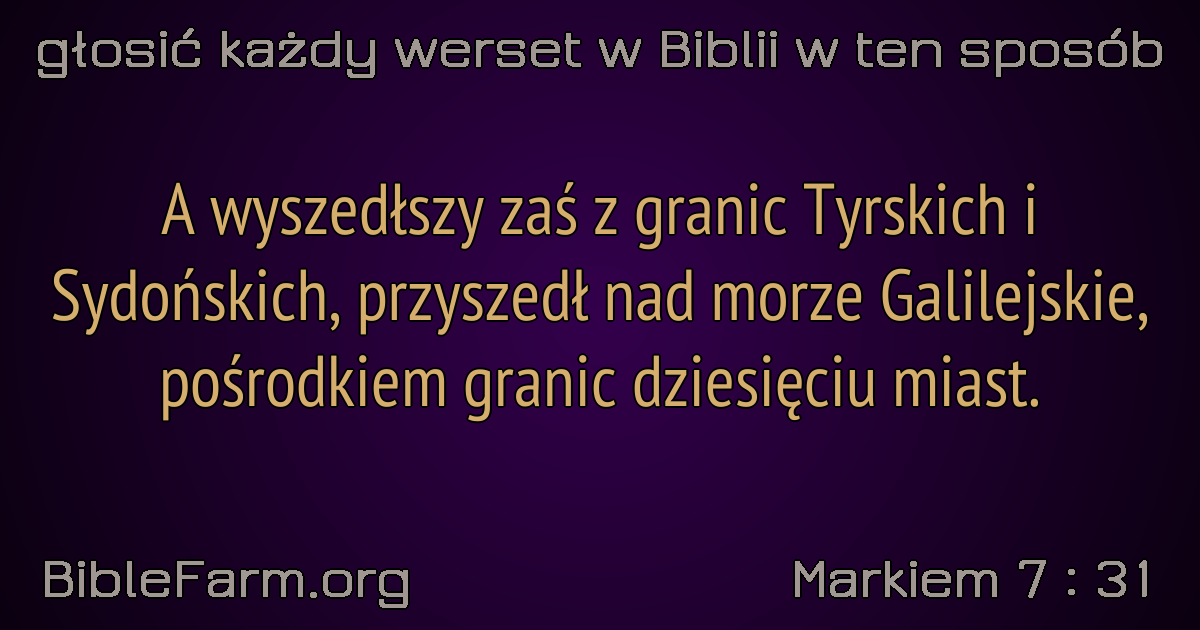 głosić każdy werset w Biblii w ten sposób
A wyszedłszy zaś z granic Tyrskich i
Sydońskich, przyszedł nad morze Galilejskie,
pośrodkiem granic dziesięciu miast.
BibleFarm.org
Markiem 7 : 31